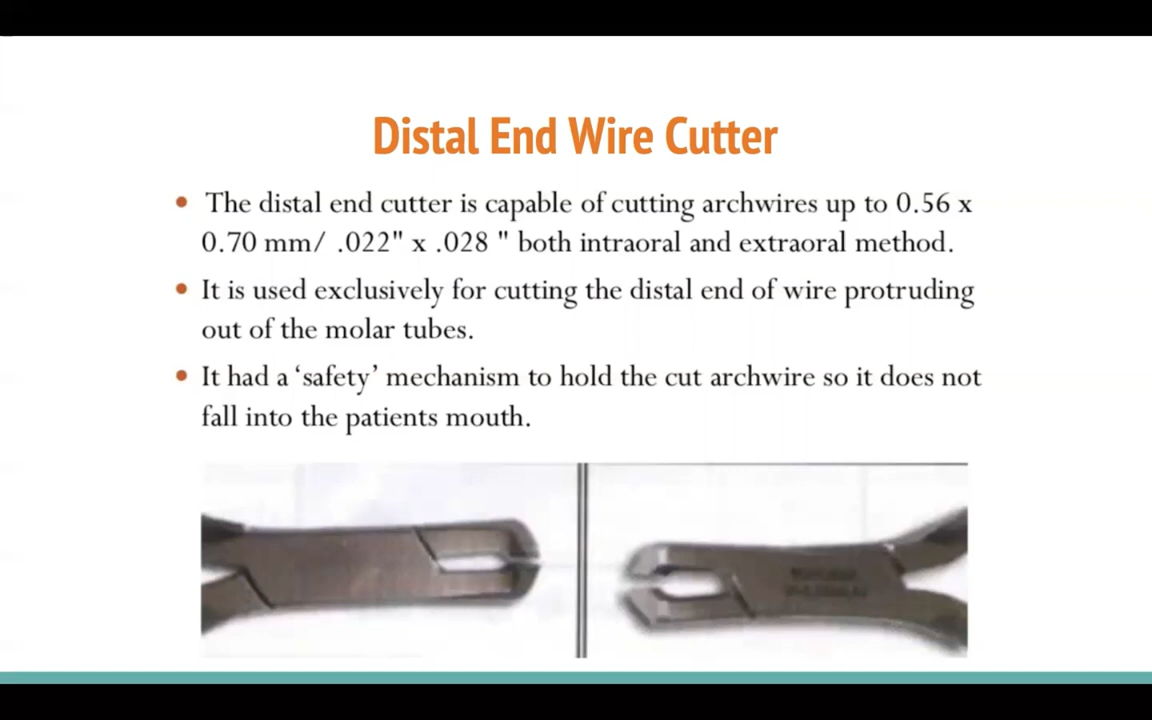 Distal End Wire Cutter
• The distal end cutter is capable of cutting archwires up to 0.56 x
0.70 mm/ .022" x .028 " both intraoral and extraoral method.
• It is used exclusively for cutting the distal end of wire protruding
out of the molar tubes.
• It had a ‘safety’ mechanism to hold the cut archwire so it does not
fall into the patients mouth.